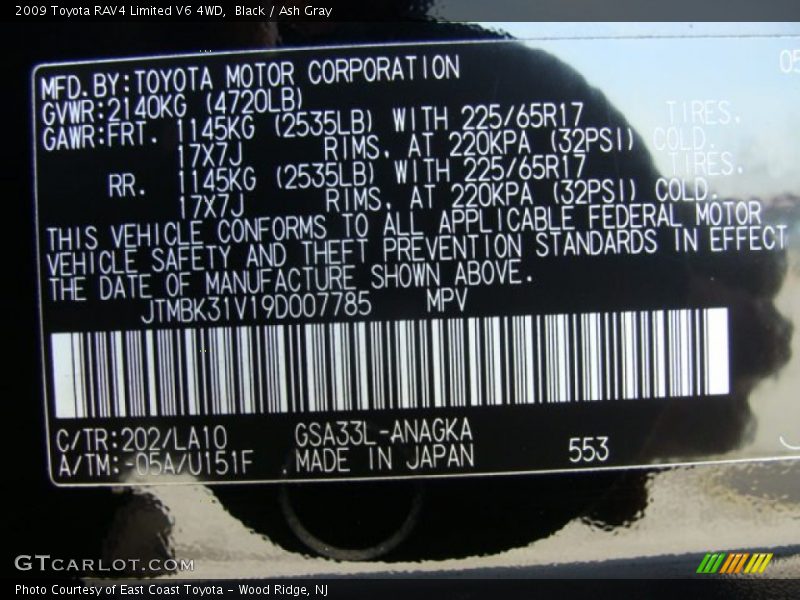 2009 Toyota RAV4 Limited V6 4WD,  Black / Ash Gray
05
MFD.BY:TOYOTA MOTOR CORPORATION
GVWR:2140KG (4720LB)
GAWR:FRT. 1145KG (2535LB) WITH 225/65R17 TIRES,
17X7J RIMS, AT 220KPA (32PSI) COLD.
RR. 1145KG (2535LB) WITH 225/65R17 TIRES,
17X7J RIMS, AT 220KPA (32PSI) COLD.
THIS VEHICLE CONFORMS TO ALL APPLICABLE FEDERAL MOTOR
VEHICLE SAFETY AND THEFT PREVENTION STANDARDS IN EFFECT
THE DATE OF MANUFACTURE SHOWN ABOVE.
JTMBK31V19D007785 MPV
C/TR:202/LA10 GSA33L-ANAGKA
A/TM:-05A/U151F MADE IN JAPAN 553
GTCARLOT.COM
Photo Courtesy of East Coast Toyota - Wood Ridge, NJ